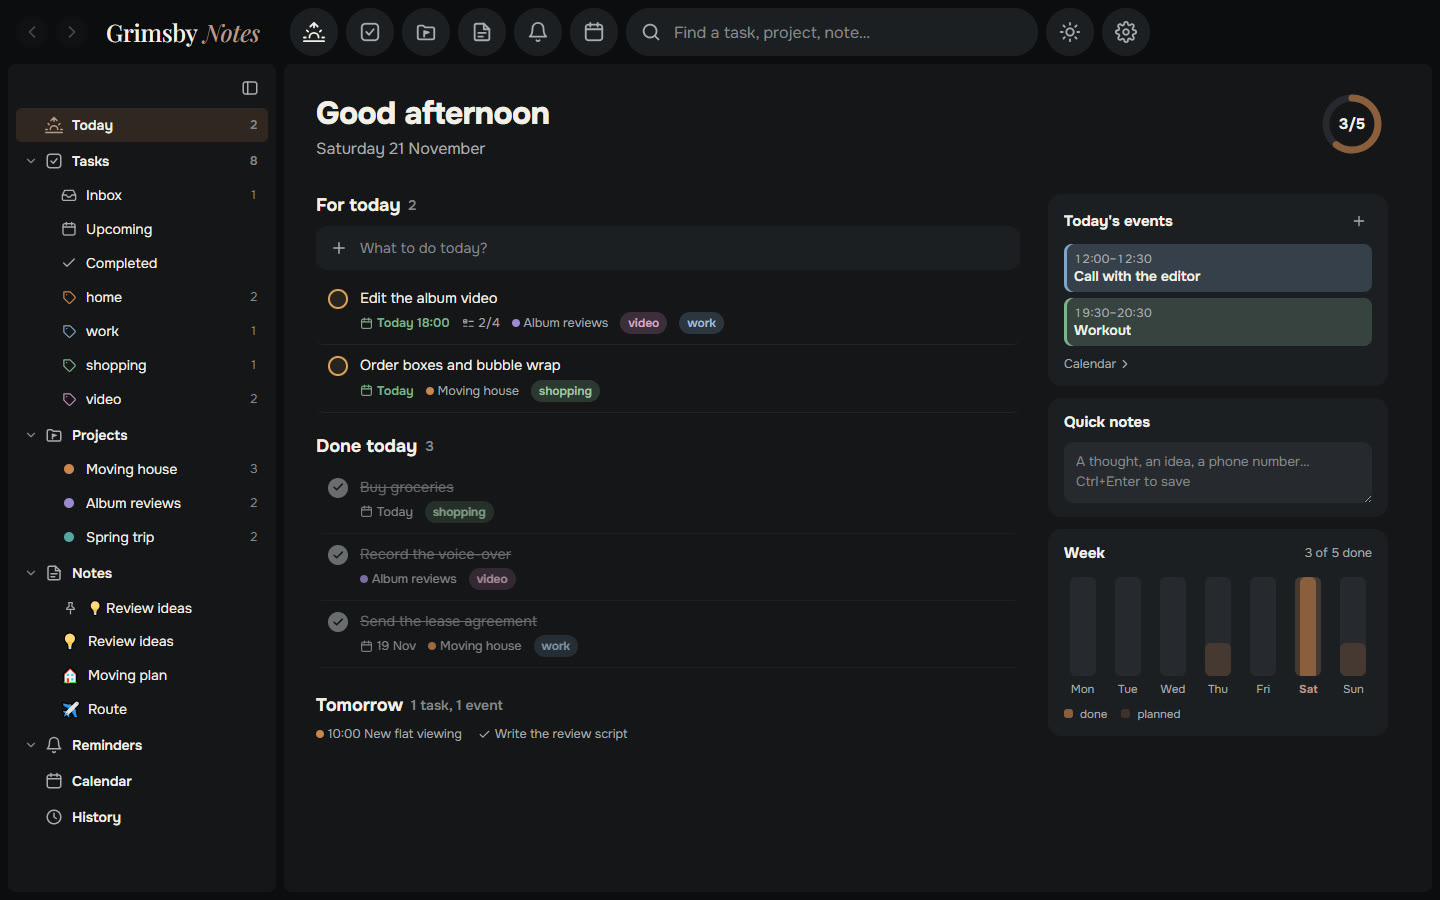 Grimsby Notes
Find a task, project, note...
Today 2
Tasks 8
Inbox 1
Upcoming
Completed
home 2
work 1
shopping 1
video 2
Projects
Moving house 3
Album reviews 2
Spring trip 2
Notes
Review ideas
Review ideas
Moving plan
Route
Reminders
Calendar
History
Good afternoon
Saturday 21 November
3/5
For today 2
What to do today?
Edit the album video
Today 18:00 2/4 Album reviews video work
Order boxes and bubble wrap
Today Moving house shopping
Done today 3
Buy groceries
Today shopping
Record the voice-over
Album reviews video
Send the lease agreement
19 Nov Moving house work
Tomorrow 1 task, 1 event
10:00 New flat viewing Write the review script
Today's events
12:00–12:30
Call with the editor
19:30–20:30
Workout
Calendar
Quick notes
A thought, an idea, a phone number...
Ctrl+Enter to save
Week 3 of 5 done
Mon Tue Wed Thu Fri Sat Sun
done planned